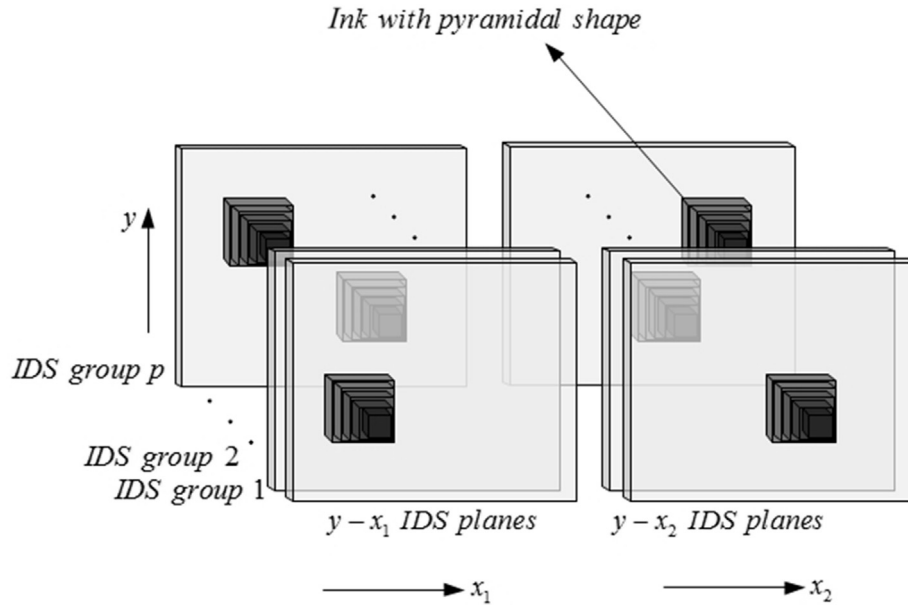 Ink with pyramidal shape
y
IDS group p
IDS group 2
IDS group 1
y − x₁ IDS planes
y − x₂ IDS planes
x₁
x₂